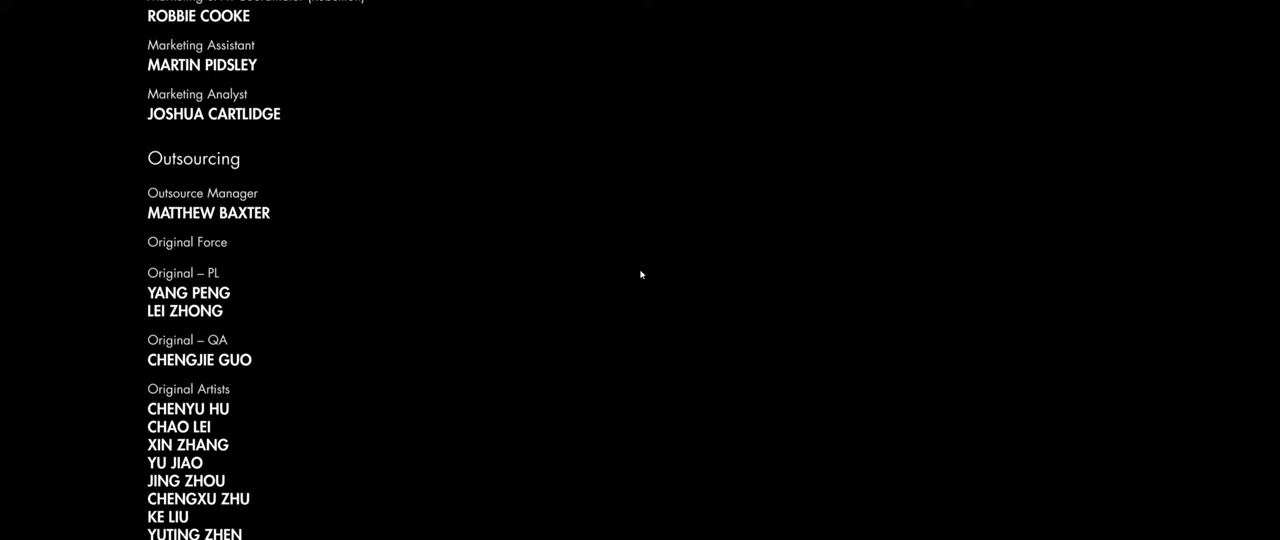 ROBBIE COOKE
Marketing Assistant
MARTIN PIDSLEY
Marketing Analyst
JOSHUA CARTLIDGE
Outsourcing
Outsource Manager
MATTHEW BAXTER
Original Force
Original – PL
YANG PENG
LEI ZHONG
Original – QA
CHENGJIE GUO
Original Artists
CHENYU HU
CHAO LEI
XIN ZHANG
YU JIAO
JING ZHOU
CHENGXU ZHU
KE LIU
YUTING ZHEN